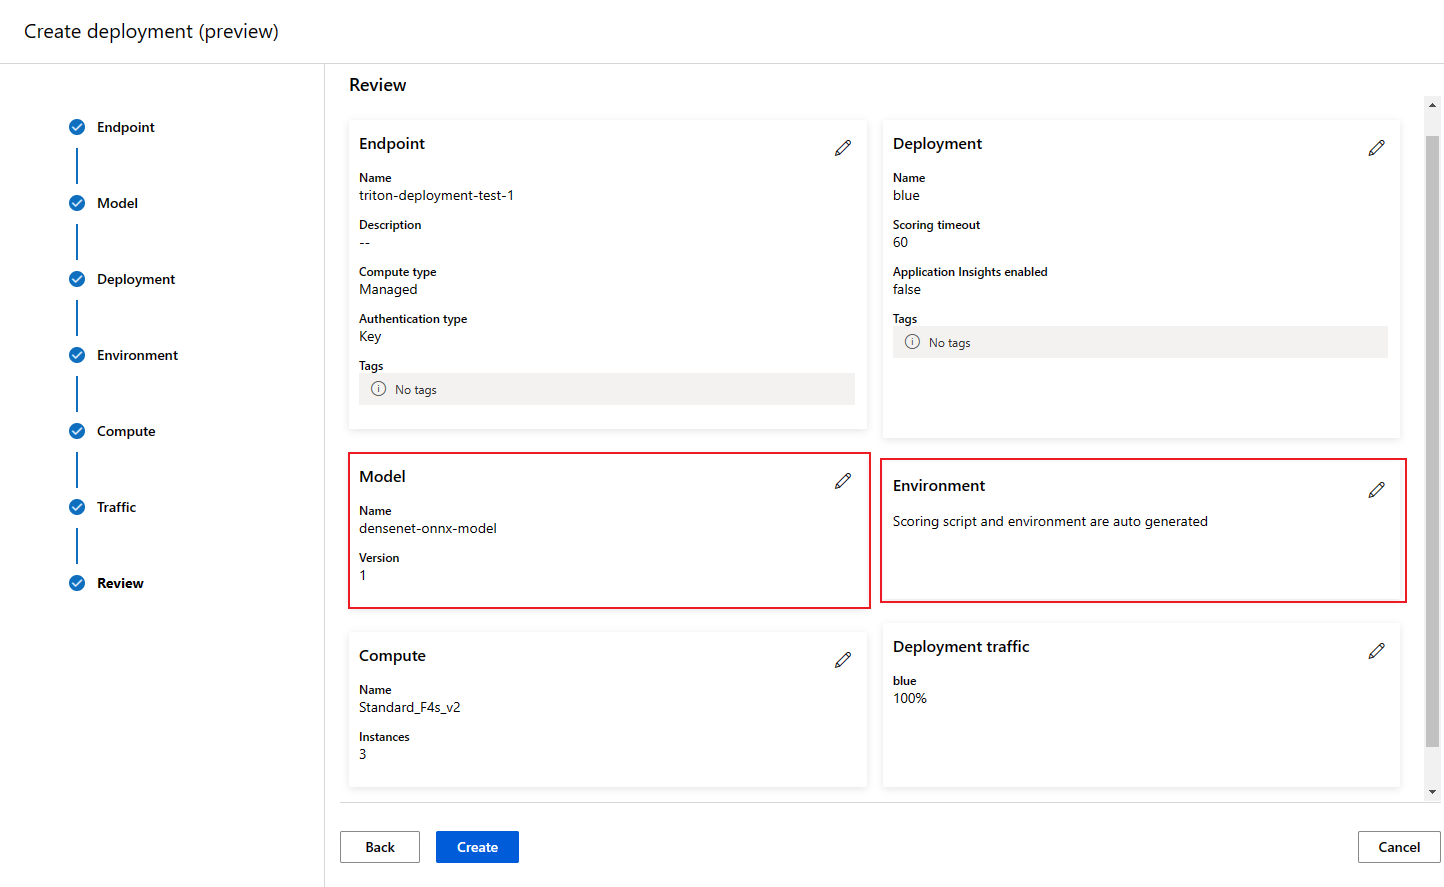 Create deployment (preview)
Endpoint
Model
Deployment
Environment
Compute
Traffic
Review
Review
Endpoint
Name
triton-deployment-test-1
Description
--
Compute type
Managed
Authentication type
Key
Tags
No tags
Deployment
Name
blue
Scoring timeout
60
Application Insights enabled
false
Tags
No tags
Model
Name
densenet-onnx-model
Version
1
Environment
Scoring script and environment are auto generated
Compute
Name
Standard_F4s_v2
Instances
3
Deployment traffic
blue
100%
Back
Create
Cancel